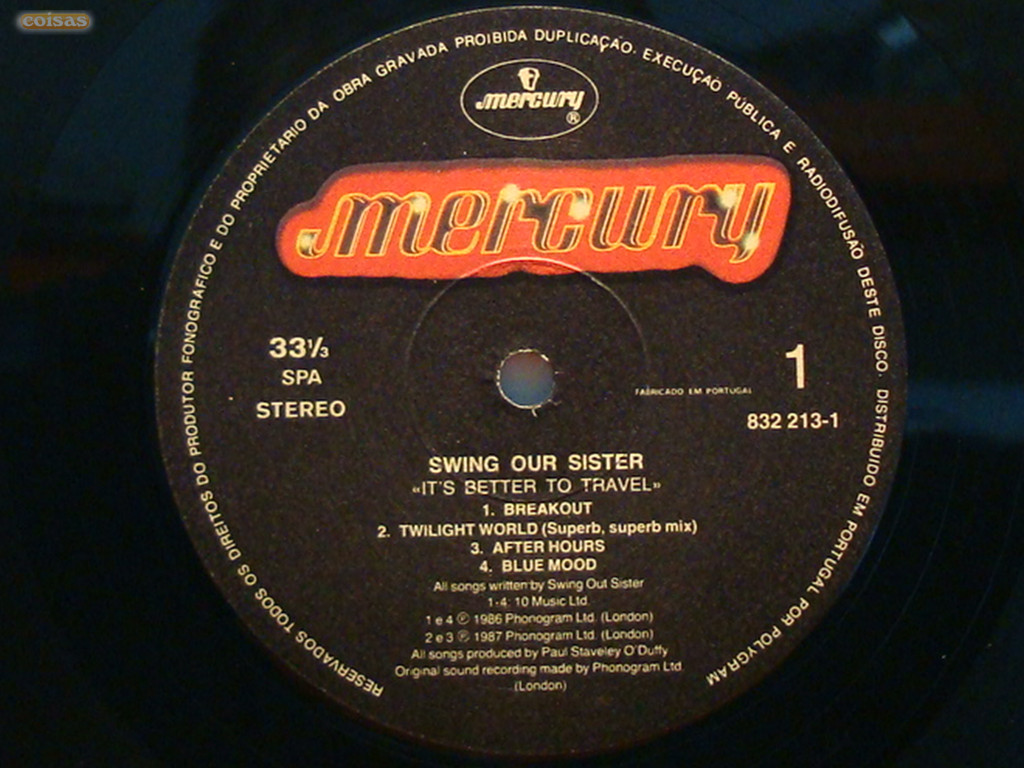 coisas
RESERVADOS TODOS OS DIREITOS DO PRODUTOR FONOGRAFICO E DO PROPRIETARIO DA OBRA GRAVADA PROIBIDA DUPLICAÇÃO. EXECUÇAO PUBLICA E RADIODIFUSÃO DESTE DISCO. DISTRIBUIDO EM PORTUGAL POR POLYGRAM
mercury ®
mercury
33⅓
SPA
STEREO
1
FABRICADO EM PORTUGAL
832 213-1
SWING OUR SISTER
«IT'S BETTER TO TRAVEL»
1. BREAKOUT
2. TWILIGHT WORLD (Superb, superb mix)
3. AFTER HOURS
4. BLUE MOOD
All songs written by Swing Out Sister
1-4: 10 Music Ltd.
1 e 4 ℗ 1986 Phonogram Ltd. (London)
2 e 3 ℗ 1987 Phonogram Ltd. (London)
All songs produced by Paul Staveley O'Duffy
Original sound recording made by Phonogram Ltd.
(London)